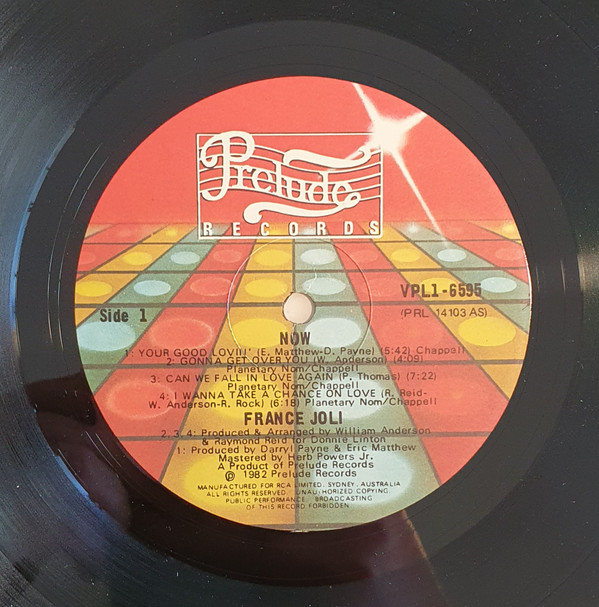 Prelude
RECORDS
VPL1-6595
Side 1
(PRL 14103 AS)
NOW
1: YOUR GOOD LOVIN' (E. Matthew-D. Payne) (5:42) Chappell
2: GONNA GET OVER YOU (W. Anderson) (4:09)
Planetary Nom/Chappell
3: CAN WE FALL IN LOVE AGAIN (P. Thomas) (7:22)
Planetary Nom/Chappell
4: I WANNA TAKE A CHANCE ON LOVE (R. Reid-
W. Anderson-R. Rock) (6:18) Planetary Nom/Chappell
FRANCE JOLI
2,3,4: Produced & Arranged by William Anderson
& Raymond Reid for Donnie Linton
1: Produced by Darryl Payne & Eric Matthew
Mastered by Herb Powers Jr.
A Product of Prelude Records
℗ 1982 Prelude Records
MANUFACTURED FOR RCA LIMITED, SYDNEY, AUSTRALIA
ALL RIGHTS RESERVED. UNAUTHORIZED COPYING,
PUBLIC PERFORMANCE, BROADCASTING
OF THIS RECORD FORBIDDEN